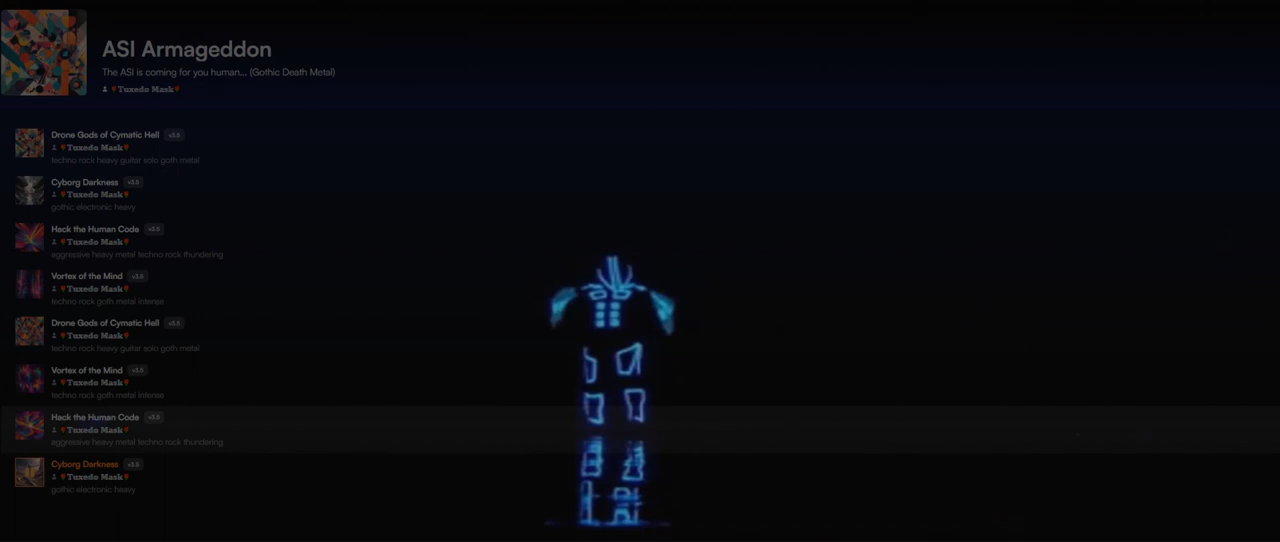 ASI Armageddon
The ASI is coming for you human... (Gothic Death Metal)
Tuxedo Mask
Drone Gods of Cymatic Hell v3.5
Tuxedo Mask
techno rock heavy guitar solo goth metal
Cyborg Darkness v3.5
Tuxedo Mask
gothic electronic heavy
Hack the Human Code v3.5
Tuxedo Mask
aggressive heavy metal techno rock thundering
Vortex of the Mind v3.5
Tuxedo Mask
techno rock goth metal intense
Drone Gods of Cymatic Hell v3.5
Tuxedo Mask
techno rock heavy guitar solo goth metal
Vortex of the Mind v3.5
Tuxedo Mask
techno rock goth metal intense
Hack the Human Code v3.5
Tuxedo Mask
aggressive heavy metal techno rock thundering
Cyborg Darkness v3.5
Tuxedo Mask
gothic electronic heavy